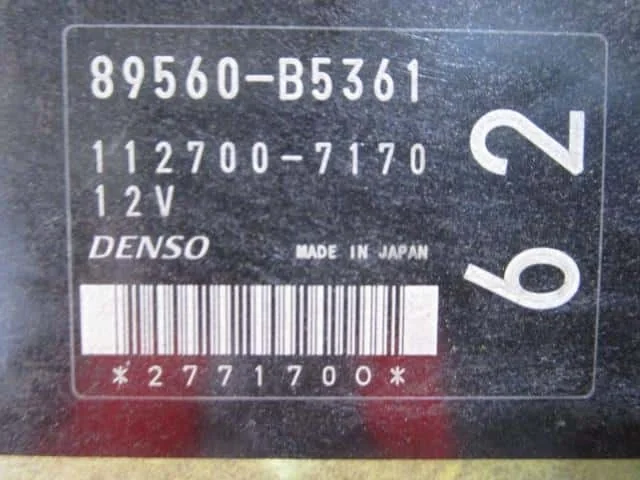 89560-B5361
112700-7170
12V
DENSO MADE IN JAPAN
*2771700*
62